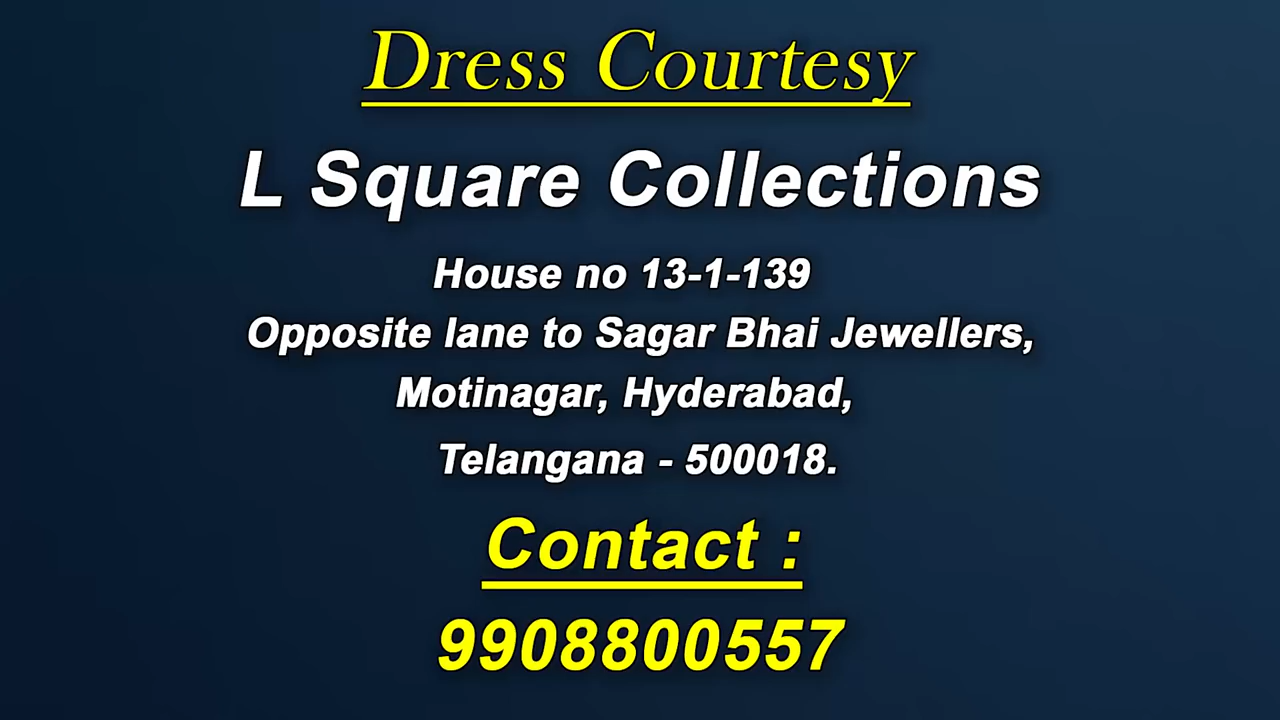 Dress Courtesy
L Square Collections
House no 13-1-139
Opposite lane to Sagar Bhai Jewellers,
Motinagar, Hyderabad,
Telangana - 500018.
Contact :
9908800557